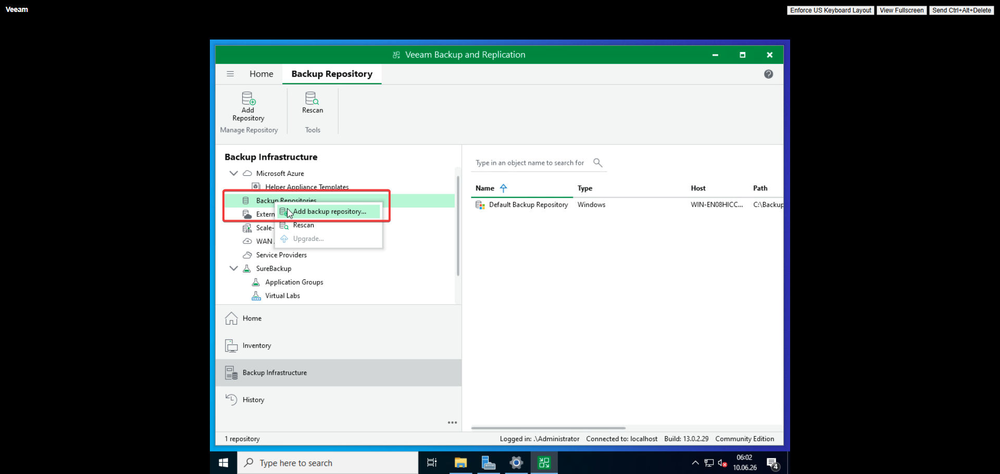 Veeam
Enforce US Keyboard Layout
View Fullscreen
Send Ctrl+Alt+Delete
Veeam Backup and Replication
Home
Backup Repository
Add Repository
Manage Repository
Rescan
Tools
Backup Infrastructure
Microsoft Azure
Helper Appliance Templates
Backup Repositories
Extern
Scale-
WAN
Service Providers
SureBackup
Application Groups
Virtual Labs
Add backup repository...
Rescan
Upgrade...
Home
Inventory
Backup Infrastructure
History
Type in an object name to search for
Name Type Host Path
Default Backup Repository Windows WIN-EN08HICC... C:\Backup
1 repository
Logged in: .\Administrator Connected to: localhost Build: 13.0.2.29 Community Edition
Type here to search
06:02
10.06.26
4